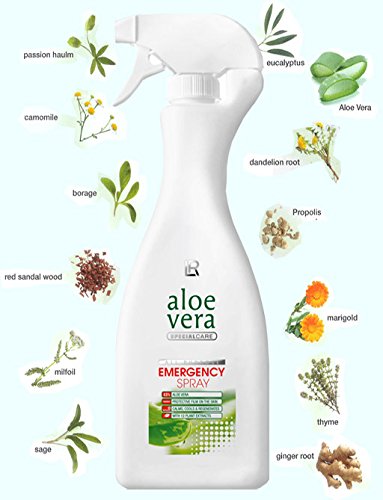 eucalyptus
passion haulm
Aloe Vera
camomile
dandelion root
borage
Propolis
LR
red sandal wood
aloe
vera
SPECIALCARE
marigold
EMERGENCY
SPRAY
milfoil
83% ALOE VERA
PROTECTIVE FILM ON THE SKIN
CALMS, COOLS & REGENERATES
WITH 12 PLANT EXTRACTS
thyme
sage
ginger root